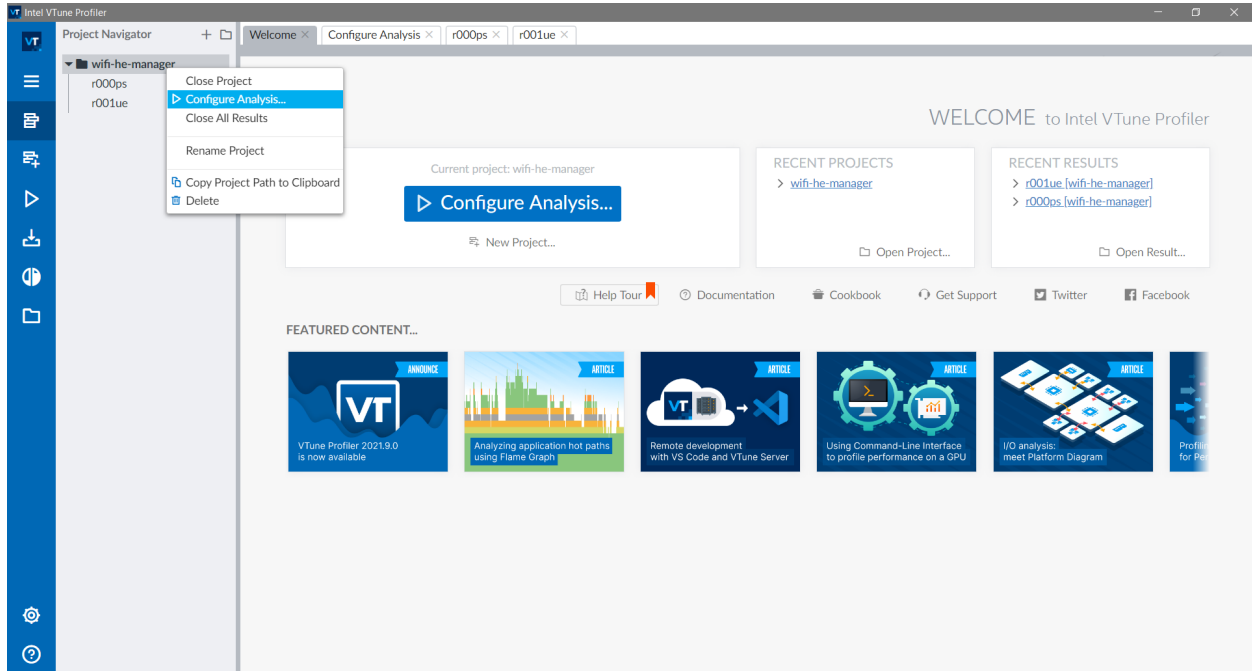 Intel VTune Profiler
VT
Project Navigator
Welcome
Configure Analysis
r000ps
r001ue
wifi-he-manager
r000ps
r001ue
Close Project
Configure Analysis...
Close All Results
Rename Project
Copy Project Path to Clipboard
Delete
WELCOME to Intel VTune Profiler
Current project: wifi-he-manager
Configure Analysis...
New Project...
RECENT PROJECTS
wifi-he-manager
Open Project...
RECENT RESULTS
r001ue [wifi-he-manager]
r000ps [wifi-he-manager]
Open Result...
Help Tour
Documentation
Cookbook
Get Support
Twitter
Facebook
FEATURED CONTENT...
ANNOUNCE
VT
VTune Profiler 2021.9.0
is now available
ARTICLE
Analyzing application hot paths
using Flame Graph
ARTICLE
VT
Remote development
with VS Code and VTune Server
ARTICLE
Using Command-Line Interface
to profile performance on a GPU
ARTICLE
I/O analysis:
meet Platform Diagram
for